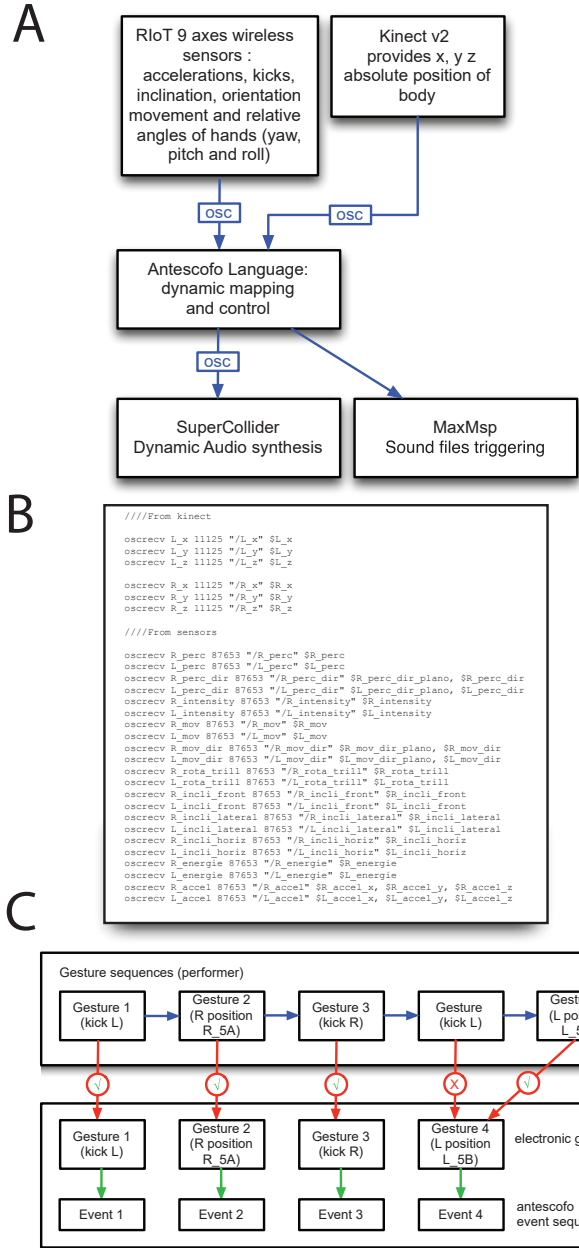 A
RIoT 9 axes wireless
sensors :
accelerations, kicks,
inclination, orientation
movement and relative
angles of hands (yaw,
pitch and roll)
Kinect v2
provides x, y z
absolute position of
body
OSC
OSC
Antescofo Language:
dynamic mapping
and control
OSC
SuperCollider
Dynamic Audio synthesis
MaxMsp
Sound files triggering
B
////From kinect
oscrecv L_x 11125 "/L_x" $L_x
oscrecv L_y 11125 "/L_y" $L_y
oscrecv L_z 11125 "/L_z" $L_z
oscrecv R_x 11125 "/R_x" $R_x
oscrecv R_y 11125 "/R_y" $R_y
oscrecv R_z 11125 "/R_z" $R_z
////From sensors
oscrecv R_perc 87653 "/R_perc" $R_perc
oscrecv L_perc 87653 "/L_perc" $L_perc
oscrecv R_perc_dir 87653 "/R_perc_dir" $R_perc_dir_plano, $R_perc_dir
oscrecv L_perc_dir 87653 "/L_perc_dir" $L_perc_dir_plano, $L_perc_dir
oscrecv R_intensity 87653 "/R_intensity" $R_intensity
oscrecv L_intensity 87653 "/L_intensity" $L_intensity
oscrecv R_mov 87653 "/R_mov" $R_mov
oscrecv L_mov 87653 "/L_mov" $L_mov
oscrecv R_mov_dir 87653 "/R_mov_dir" $R_mov_dir_plano, $R_mov_dir
oscrecv L_mov_dir 87653 "/L_mov_dir" $L_mov_dir_plano, $L_mov_dir
oscrecv R_rota_trill 87653 "/R_rota_trill" $R_rota_trill
oscrecv L_rota_trill 87653 "/L_rota_trill" $L_rota_trill
oscrecv R_incli_front 87653 "/R_incli_front" $R_incli_front
oscrecv L_incli_front 87653 "/L_incli_front" $L_incli_front
oscrecv R_incli_lateral 87653 "/R_incli_lateral" $R_incli_lateral
oscrecv L_incli_lateral 87653 "/L_incli_lateral" $L_incli_lateral
oscrecv R_incli_horiz 87653 "/R_incli_horiz" $R_incli_horiz
oscrecv L_incli_horiz 87653 "/L_incli_horiz" $L_incli_horiz
oscrecv R_energie 87653 "/R_energie" $R_energie
oscrecv L_energie 87653 "/L_energie" $L_energie
oscrecv R_accel 87653 "/R_accel" $R_accel_x, $R_accel_y, $R_accel_z
oscrecv L_accel 87653 "/L_accel" $L_accel_x, $L_accel_y, $L_accel_z
C
Gesture sequences (performer)
Gesture 1
(kick L)
Gesture 2
(R position
R_5A)
Gesture 3
(kick R)
Gesture
(kick L)
(L
√
√
√
X
√
Gesture 1
(kick L)
Gesture 2
(R position
R_5A)
Gesture 3
(kick R)
Gesture 4
(L position
L_5B)
electronic
Event 1
Event 2
Event 3
Event 4
antescofo
event